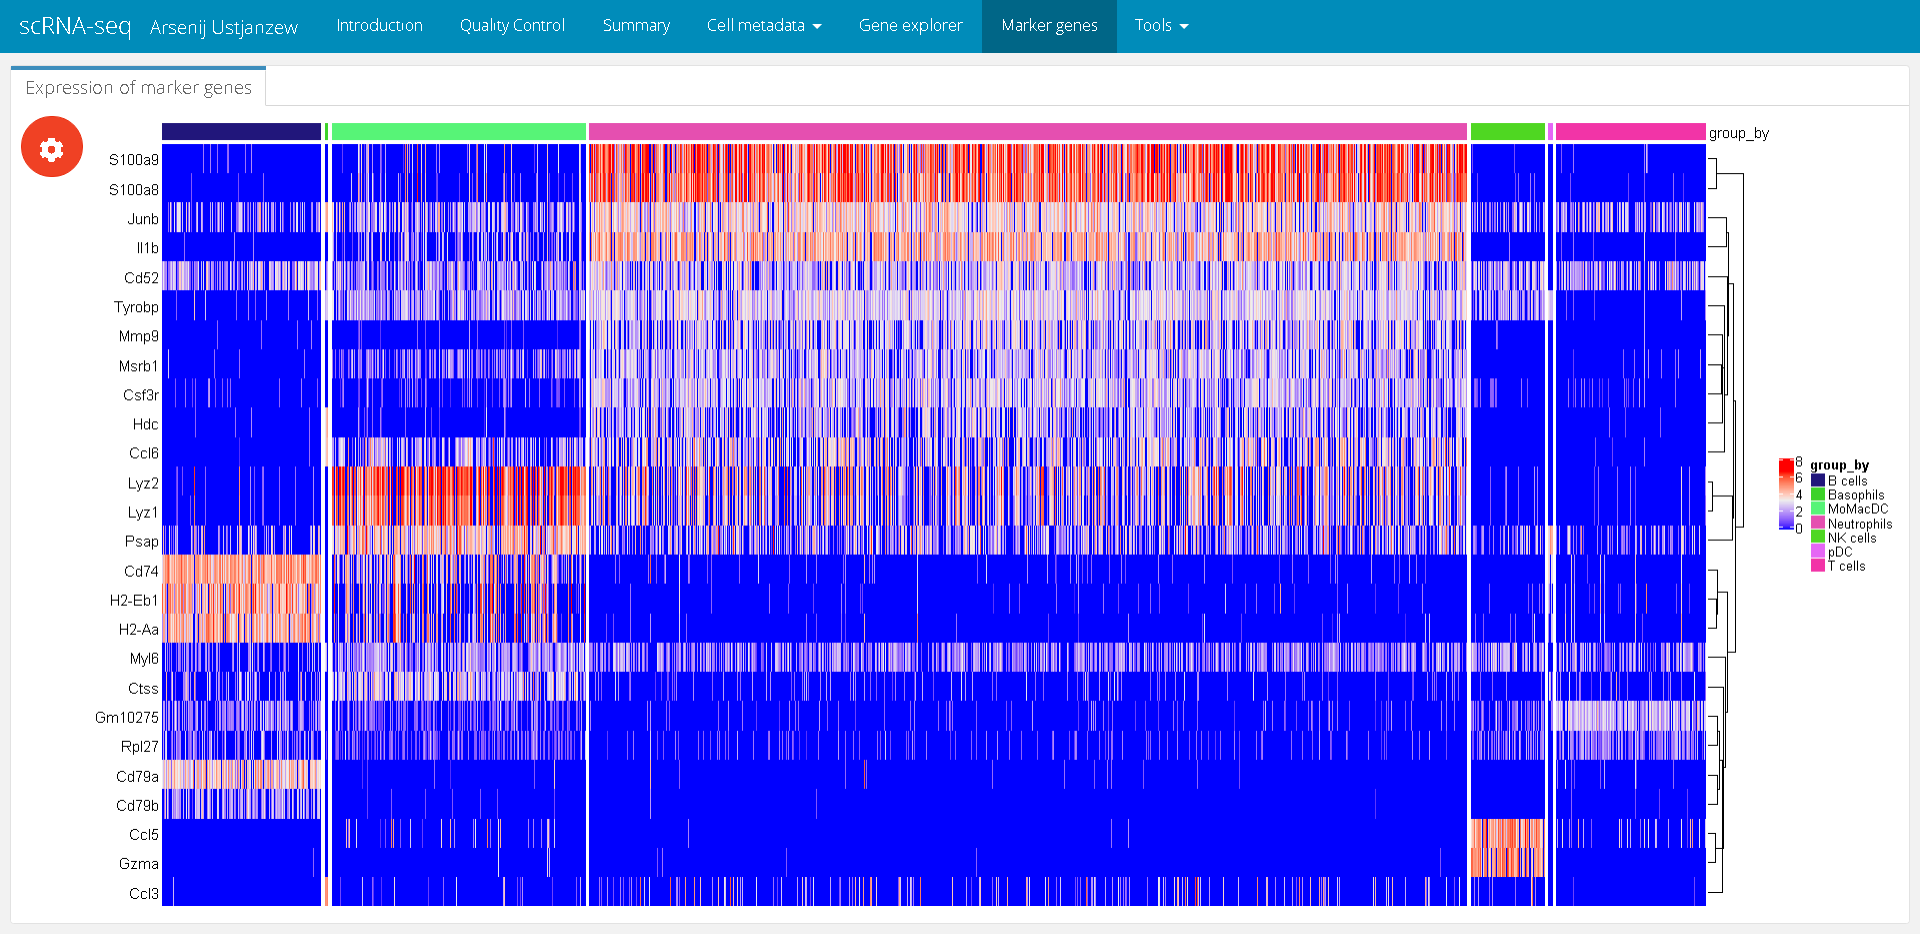 scRNA-seq Arsenij Ustjanzew Introduction Quality Control Summary Cell metadata Gene explorer Marker genes Tools
Expression of marker genes
group_by
S100a9
S100a8
Junb
Il1b
Cd52
Tyrobp
Mmp9
Msrb1
Csf3r
Hdc
Ccl6
Lyz2
Lyz1
Psap
Cd74
H2-Eb1
H2-Aa
Myl6
Ctss
Gm10275
Rpl27
Cd79a
Cd79b
Ccl5
Gzma
Ccl3
8
6
4
2
0
group_by
B cells
Basophils
MoMacDC
Neutrophils
NK cells
pDC
T cells